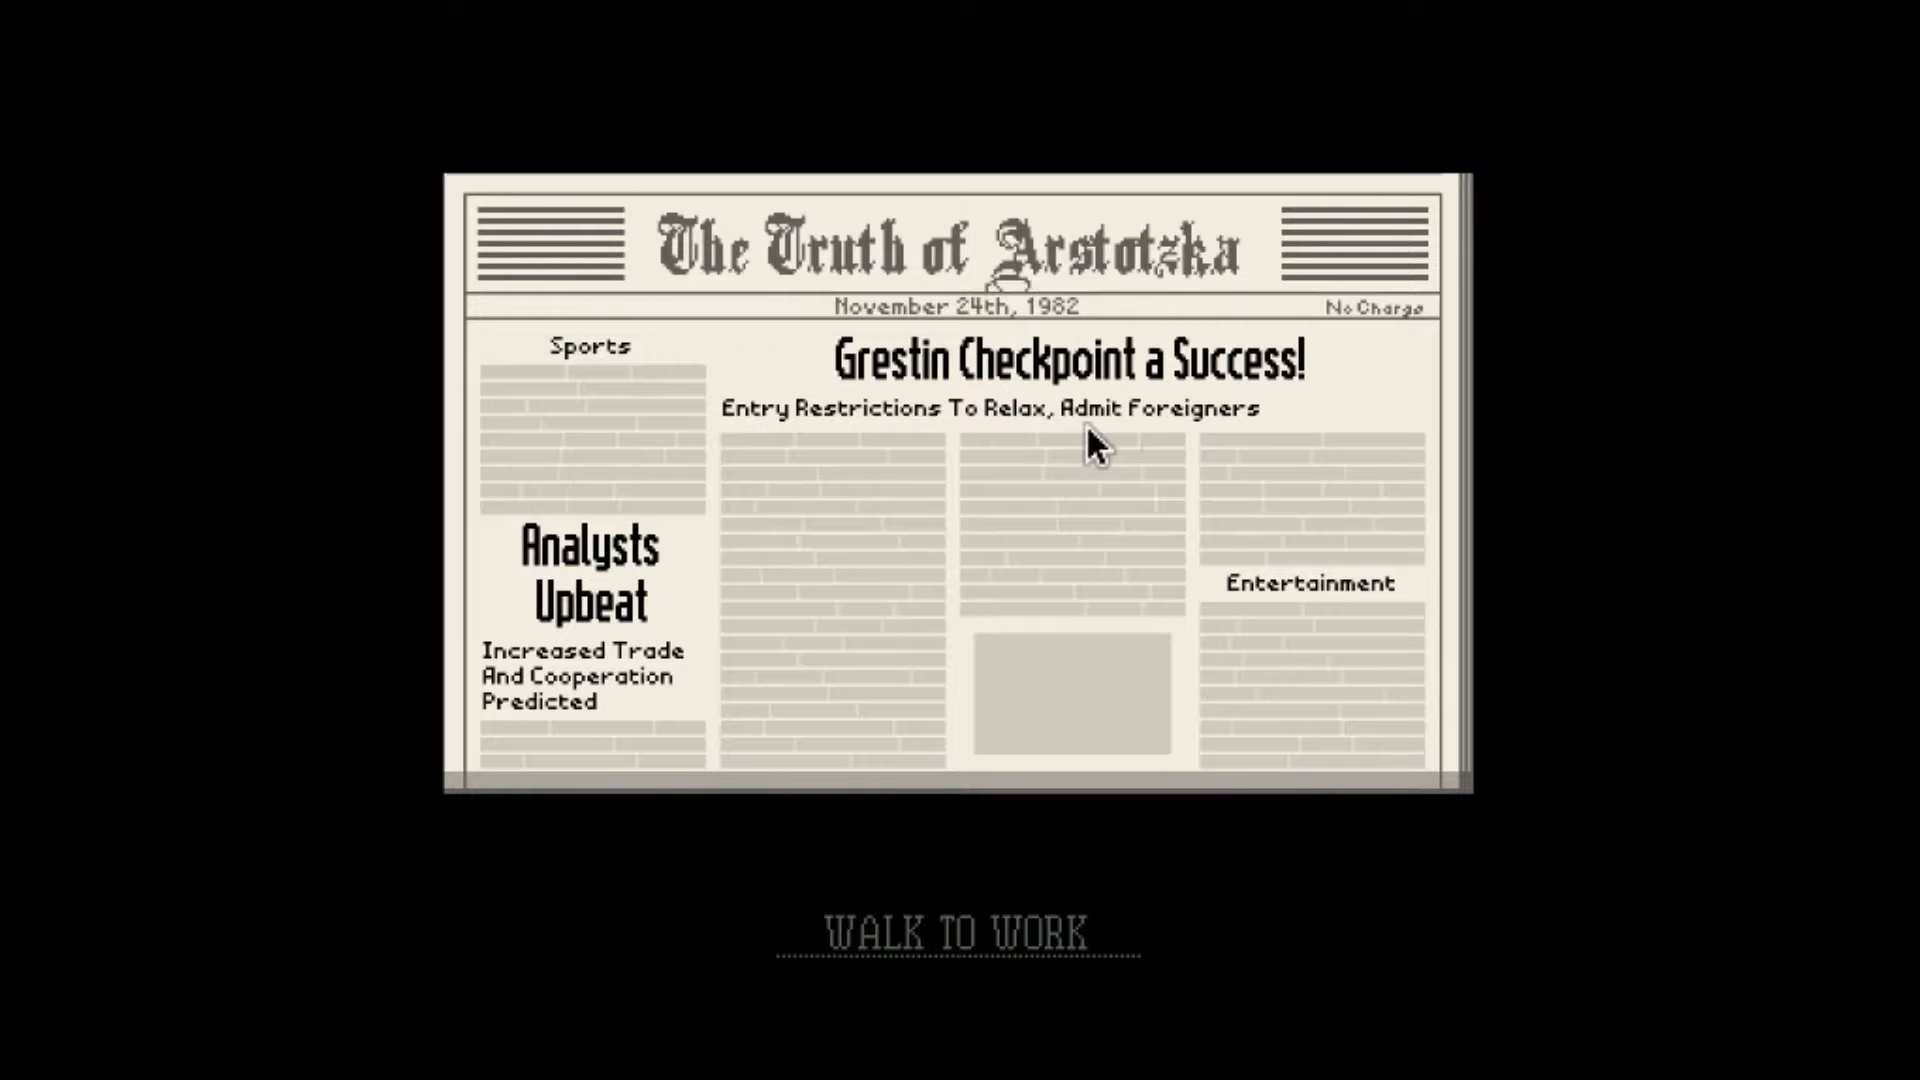 The Truth of Arstotzka
November 24th, 1982
No Charge
Sports
Analysts
Upbeat
Increased Trade
And Cooperation
Predicted
Grestin Checkpoint a Success!
Entry Restrictions To Relax, Admit Foreigners
Entertainment
WALK TO WORK